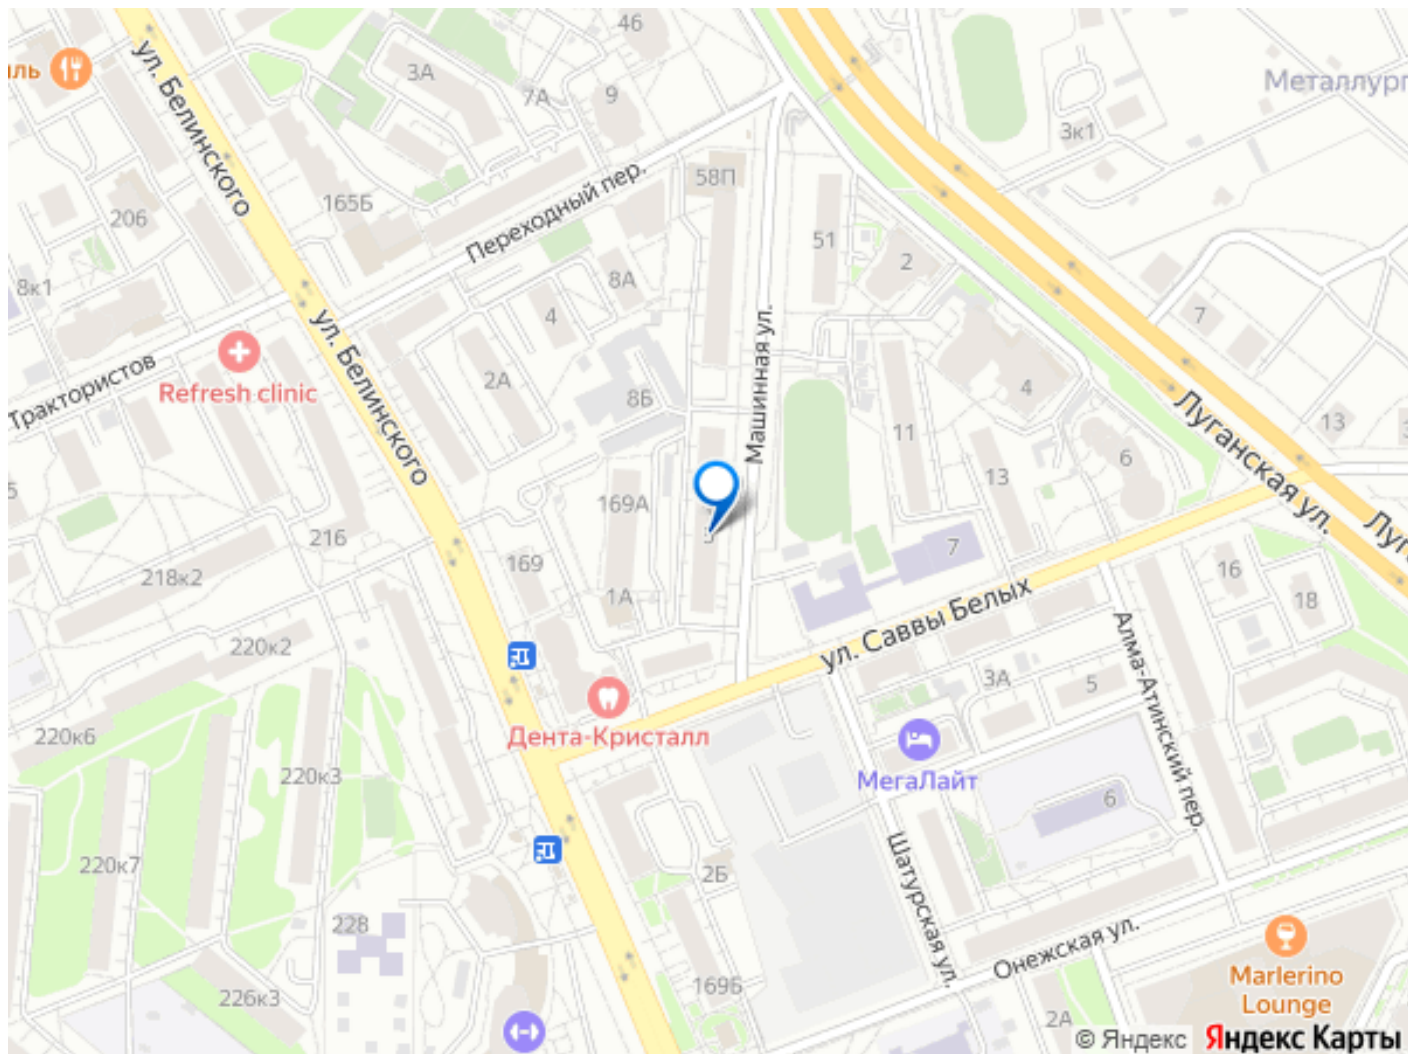 46
3А
7А
9
ль
ул. Белинского
3к1
Металлург
58П
206
165Б
Переходный пер.
51
2
8к1
8А
4
7
ул. Белинского
Машинная ул.
Refresh clinic
Трактористов
2А
8Б
4
Луганская ул.
13
11
6
13
169А
5
216
7
Луг
169
218к2
1А
16
18
ул. Саввы Белых
Алма-Атинский пер.
220к2
3А
5
220к6
Дента-Кристалл
МегаЛайт
220к3
6
220к7
2Б
Шатурская ул.
228
Онежская ул.
226к3
169Б
Marlerino
Lounge
2А
© Яндекс Яндекс Карты